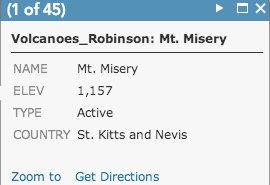 (1 of 45)
Volcanoes_Robinson: Mt. Misery
NAME Mt. Misery
ELEV 1,157
TYPE Active
COUNTRY St. Kitts and Nevis
Zoom to Get Directions